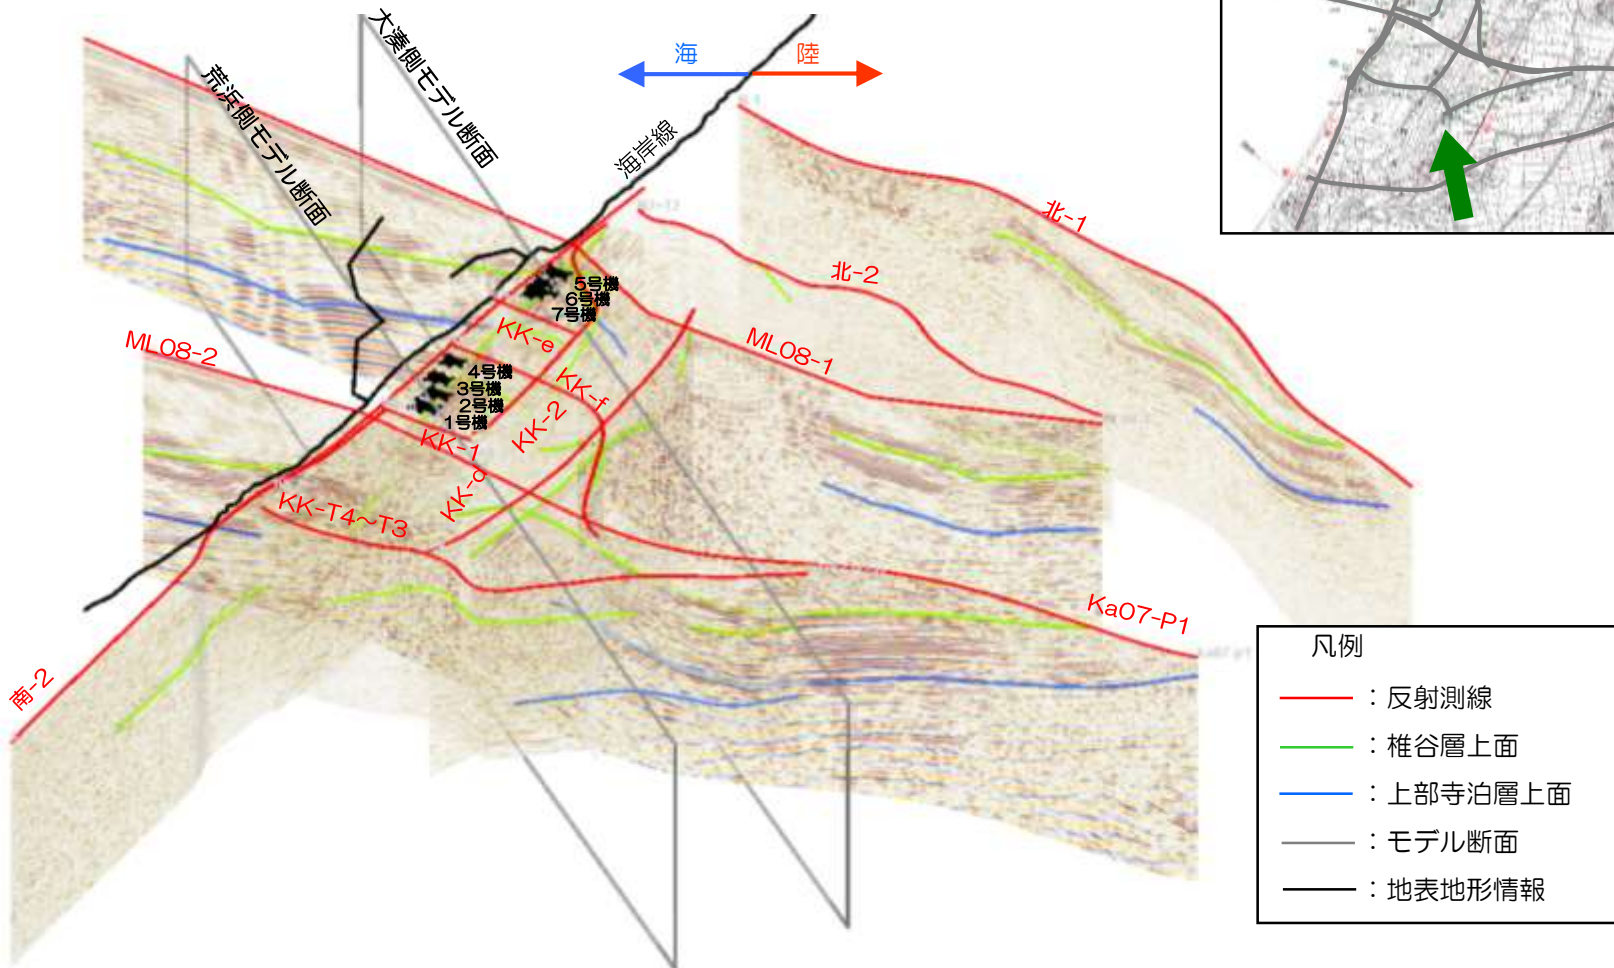 大湊側モデル断面
荒浜側モデル断面
海
陸
海岸線
北-1
北-2
5号機
6号機
7号機
KK-e
ML08-1
ML08-2
4号機
3号機
2号機
1号機
KK-f
KK-2
KK-1
KK-d
KK-T4～T3
Ka07-P1
南-2
凡例
：反射測線
：椎谷層上面
：上部寺泊層上面
：モデル断面
：地表地形情報